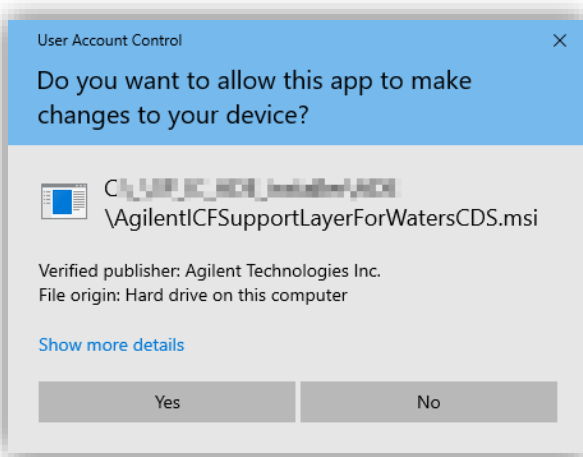 User Account Control
Do you want to allow this app to make
changes to your device?
C
\AgilentICFSupportLayerForWatersCDS.msi
Verified publisher: Agilent Technologies Inc.
File origin: Hard drive on this computer
Show more details
Yes No